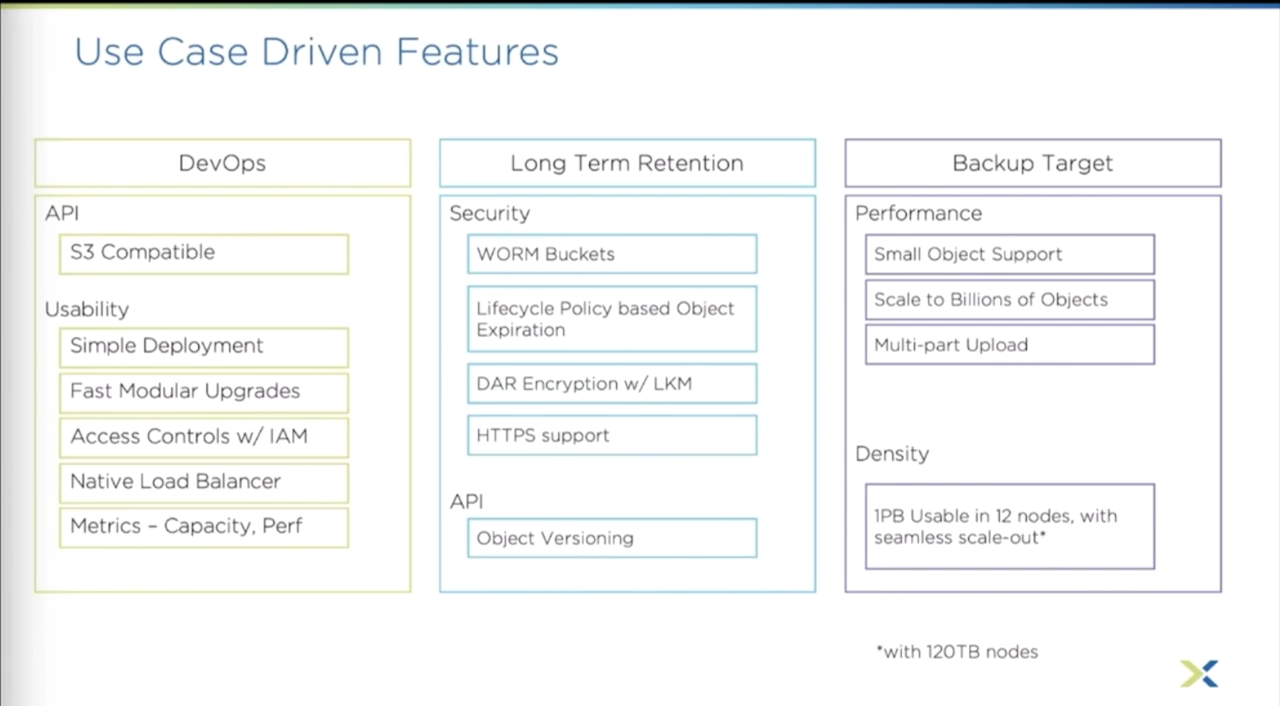 Use Case Driven Features
DevOps
API
S3 Compatible
Usability
Simple Deployment
Fast Modular Upgrades
Access Controls w/ IAM
Native Load Balancer
Metrics – Capacity, Perf
Long Term Retention
Security
WORM Buckets
Lifecycle Policy based Object
Expiration
DAR Encryption w/ LKM
HTTPS support
API
Object Versioning
Backup Target
Performance
Small Object Support
Scale to Billions of Objects
Multi-part Upload
Density
1PB Usable in 12 nodes, with
seamless scale-out*
*with 120TB nodes